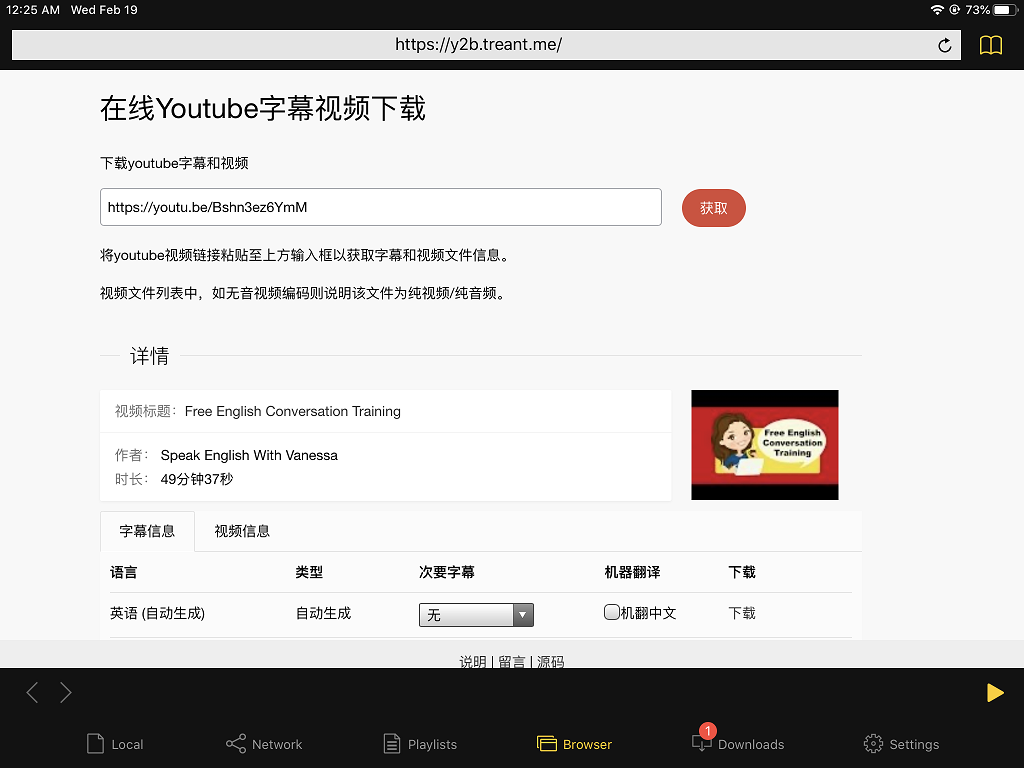 12:25 AM Wed Feb 19 73%
https://y2b.treant.me/
在线Youtube字幕视频下载
下载youtube字幕和视频
https://youtu.be/Bshn3ez6YmM 获取
将youtube视频链接粘贴至上方输入框以获取字幕和视频文件信息。
视频文件列表中，如无音视频编码则说明该文件为纯视频/纯音频。
详情
视频标题： Free English Conversation Training
作者： Speak English With Vanessa
时长： 49分钟37秒
Free English
Conversation
Training
字幕信息 视频信息
语言 类型 次要字幕 机器翻译 下载
英语 (自动生成) 自动生成 无 机翻中文 下载
说明 | 留言 | 源码
1
Local Network Playlists Browser Downloads Settings